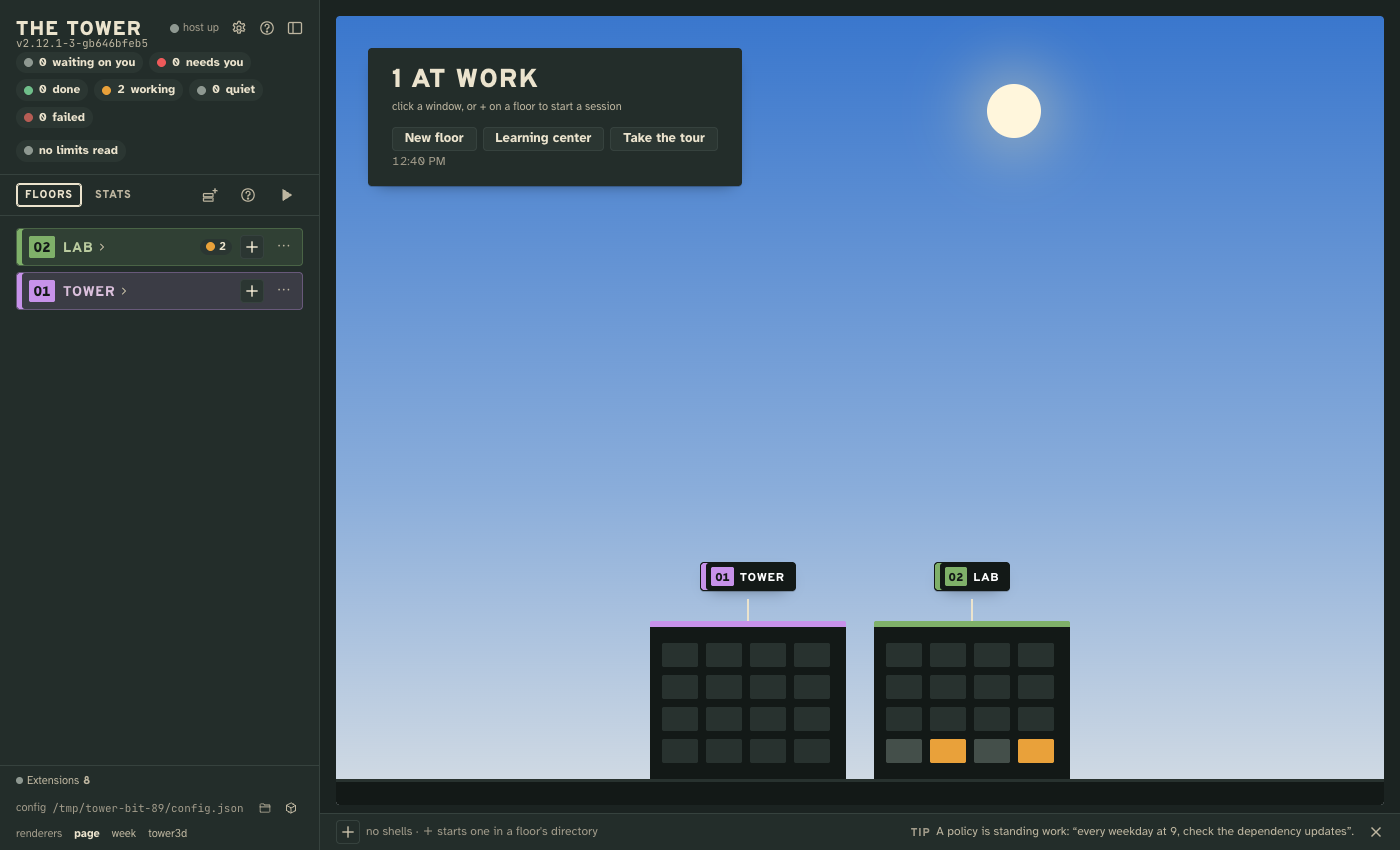 THE TOWER
host up
v2.12.1-3-gb646bfeb5
0 waiting on you
0 needs you
0 done
2 working
0 quiet
0 failed
no limits read
FLOORS STATS
02 LAB > 2 + ...
01 TOWER > + ...
Extensions 8
config /tmp/tower-bit-89/config.json
renderers page week tower3d
1 AT WORK
click a window, or + on a floor to start a session
New floor Learning center Take the tour
12:40 PM
01 TOWER
02 LAB
+ no shells · + starts one in a floor's directory
TIP A policy is standing work: “every weekday at 9, check the dependency updates”.